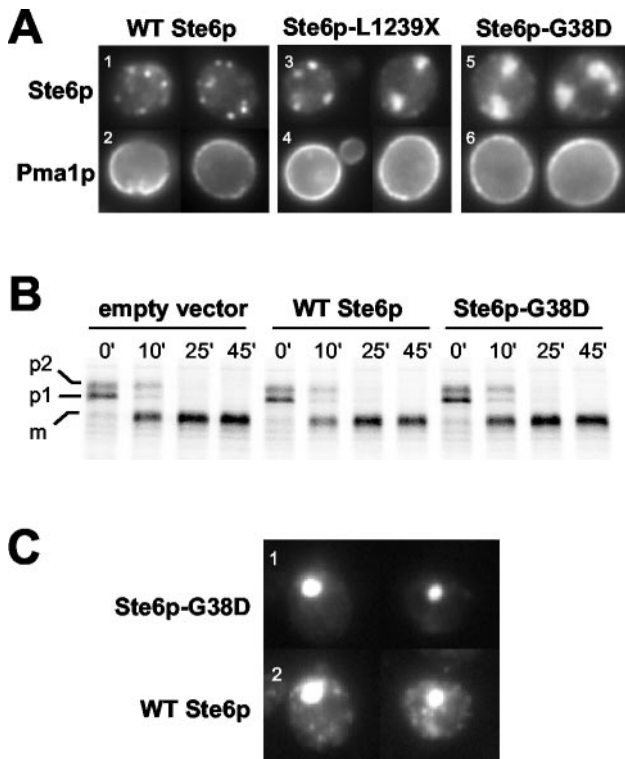 A
WT Ste6p Ste6p-L1239X Ste6p-G38D
Ste6p 1 3 5
Pma1p 2 4 6
B
empty vector WT Ste6p Ste6p-G38D
0' 10' 25' 45' 0' 10' 25' 45' 0' 10' 25' 45'
p2
p1
m
C
Ste6p-G38D 1
WT Ste6p 2